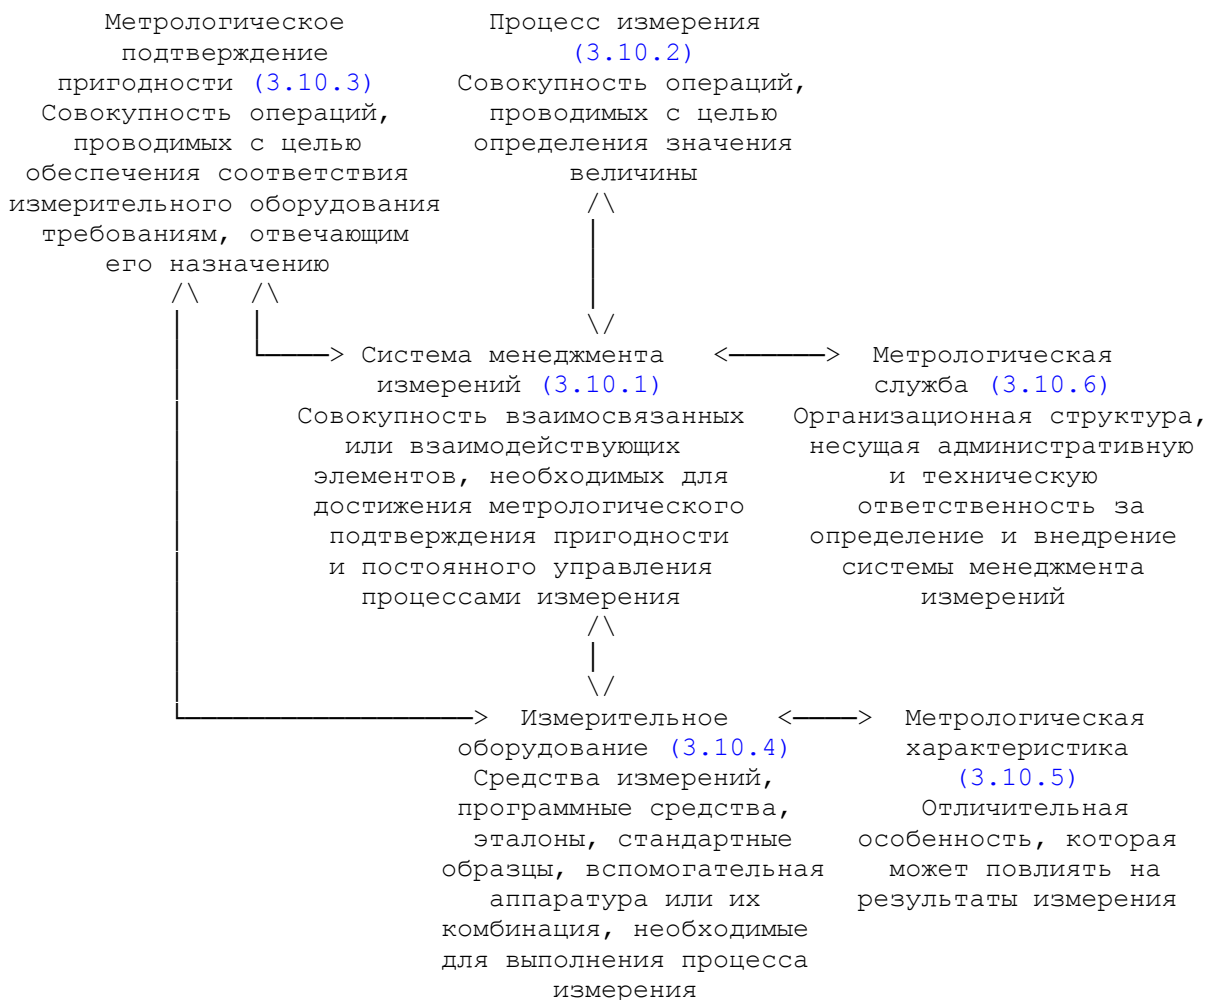 Метрологическое
подтверждение
пригодности (3.10.3)
Совокупность операций,
проводимых с целью
обеспечения соответствия
измерительного оборудования
требованиям, отвечающим
его назначению
Процесс измерения
(3.10.2)
Совокупность операций,
проводимых с целью
определения значения
величины
Система менеджмента
измерений (3.10.1)
Совокупность взаимосвязанных
или взаимодействующих
элементов, необходимых для
достижения метрологического
подтверждения пригодности
и постоянного управления
процессами измерения
Метрологическая
служба (3.10.6)
Организационная структура,
несущая административную
и техническую
ответственность за
определение и внедрение
системы менеджмента
измерений
Измерительное
оборудование (3.10.4)
Средства измерений,
программные средства,
эталоны, стандартные
образцы, вспомогательная
аппаратура или их
комбинация, необходимые
для выполнения процесса
измерения
Метрологическая
характеристика
(3.10.5)
Отличительная
особенность, которая
может повлиять на
результаты измерения